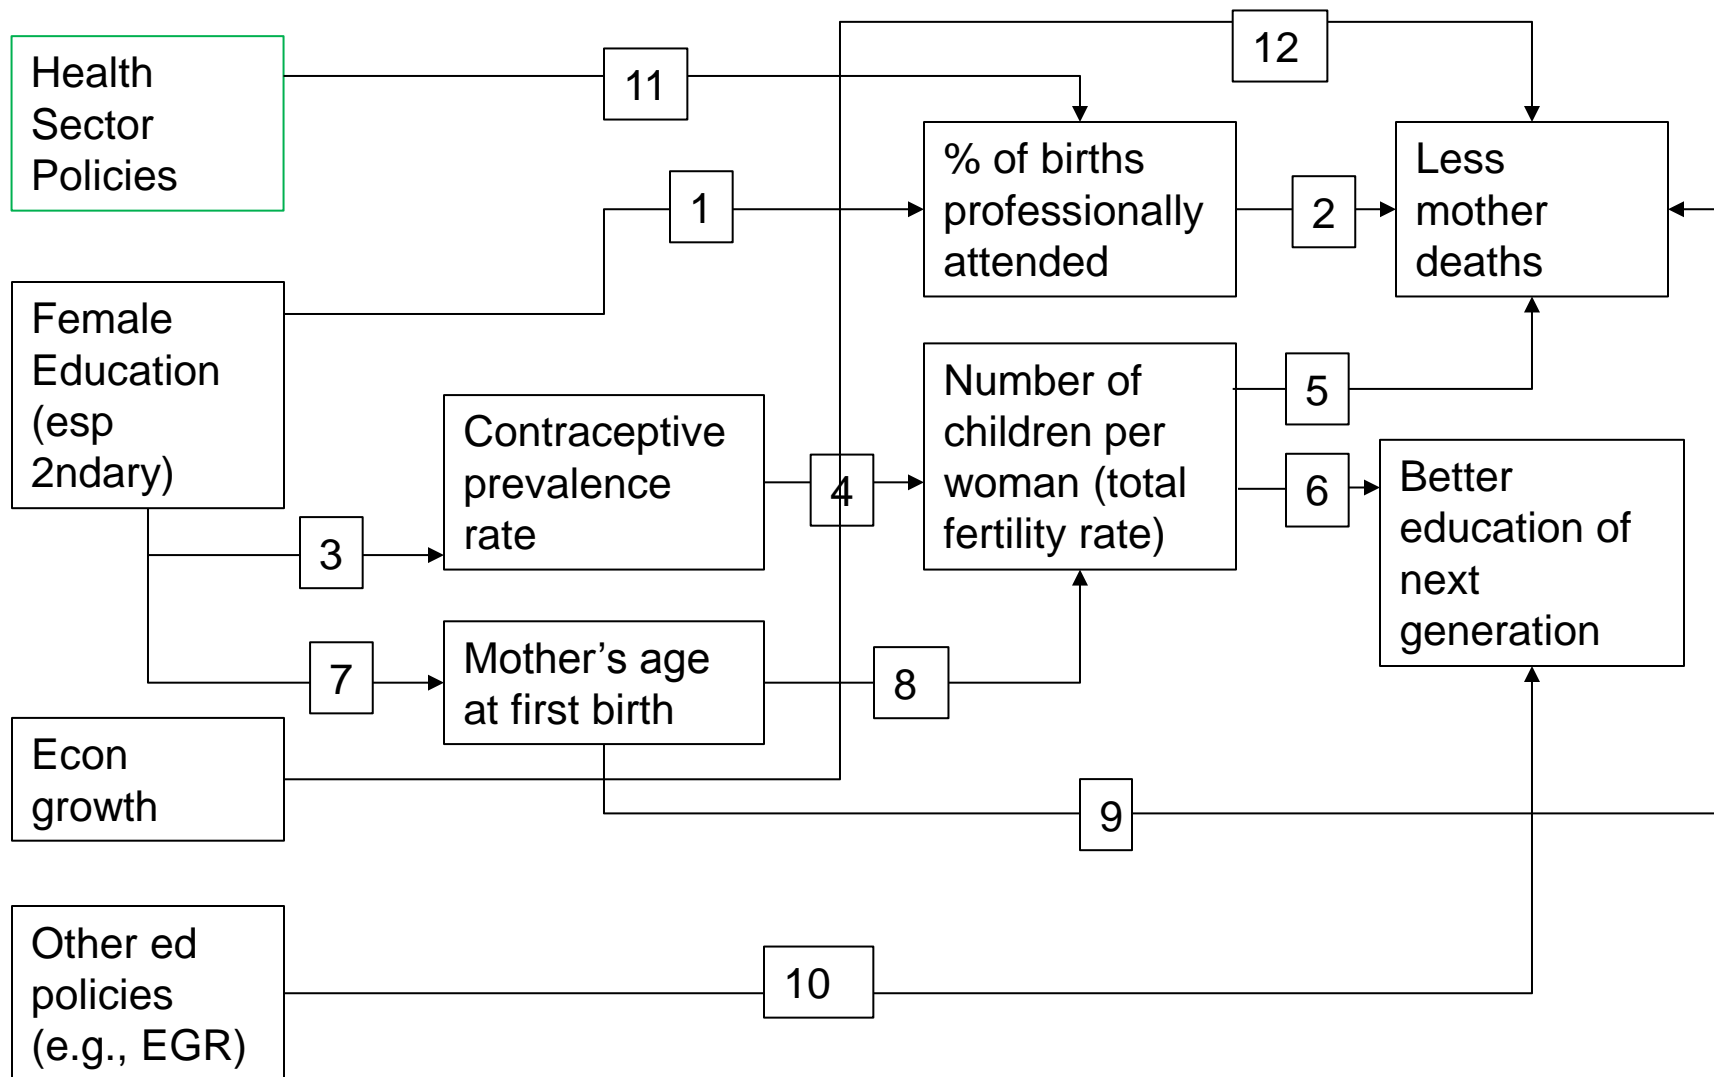 Health
Sector
Policies
11
12
% of births
professionally
attended
Less
mother
deaths
1
2
Female
Education
(esp
2ndary)
Contraceptive
prevalence
rate
4
Number of
children per
woman (total
fertility rate)
5
6
Better
education of
next
generation
3
7
Mother’s age
at first birth
8
Econ
growth
9
Other ed
policies
(e.g., EGR)
10